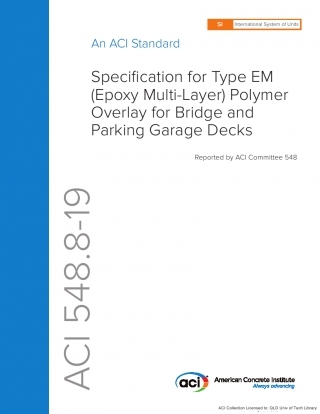 SI International System of Units
An ACI Standard
Specification for Type EM
(Epoxy Multi-Layer) Polymer
Overlay for Bridge and
Parking Garage Decks
Reported by ACI Committee 548
ACI 548.8-19
aci American Concrete Institute
Always advancing
ACI Collection Licensed to: QLD Univ of Tech Library